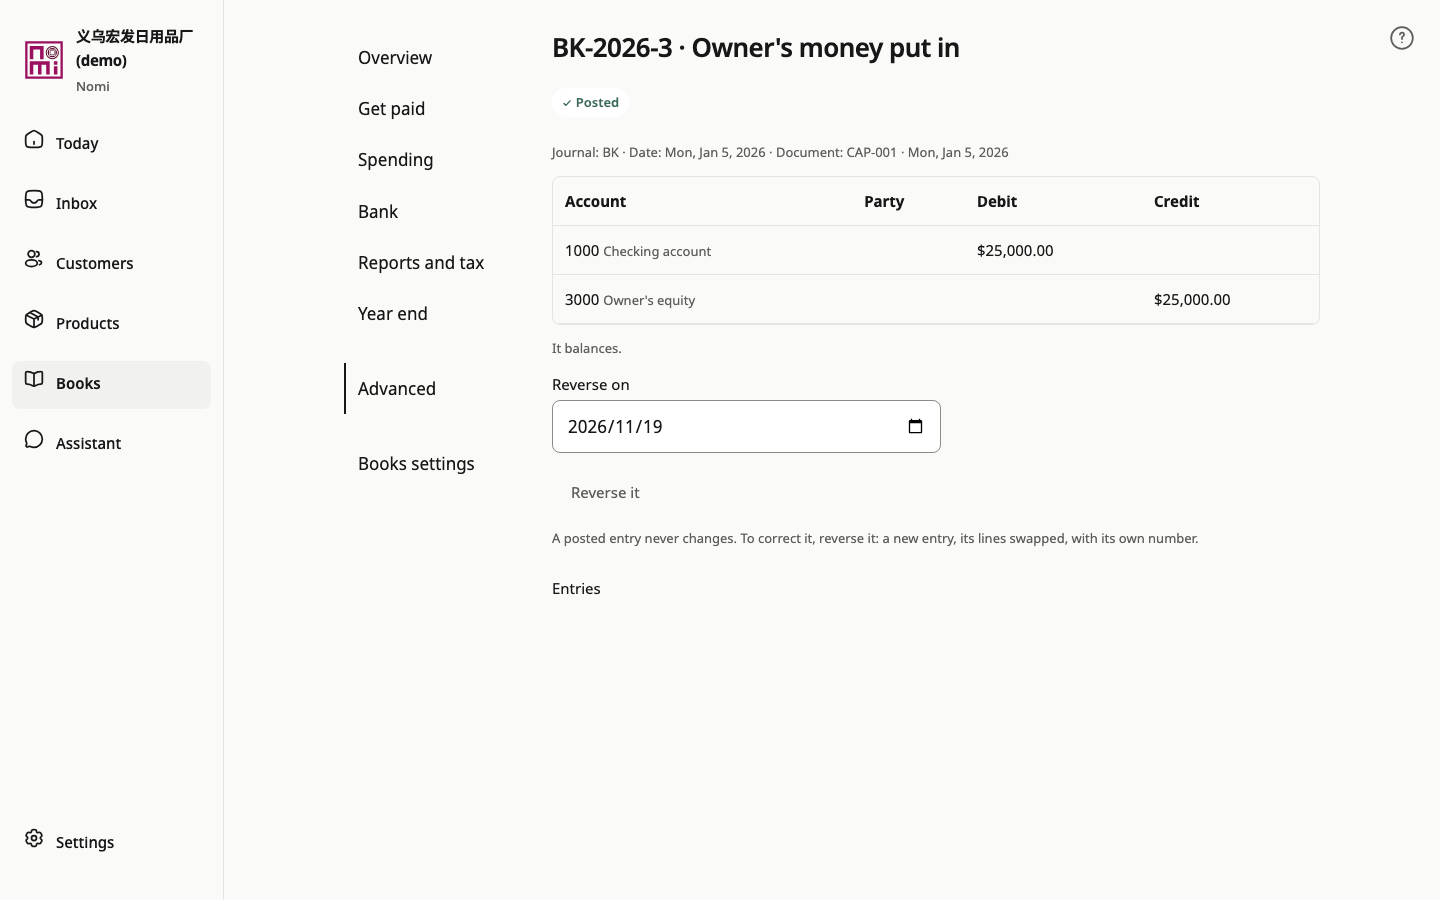 义乌宏发日用品厂
(demo)
Nomi
Today
Inbox
Customers
Products
Books
Assistant
Settings
Overview
Get paid
Spending
Bank
Reports and tax
Year end
Advanced
Books settings
BK-2026-3 · Owner's money put in
✓ Posted
Journal: BK · Date: Mon, Jan 5, 2026 · Document: CAP-001 · Mon, Jan 5, 2026
Account Party Debit Credit
1000 Checking account $25,000.00
3000 Owner's equity $25,000.00
It balances.
Reverse on
2026/11/19
Reverse it
A posted entry never changes. To correct it, reverse it: a new entry, its lines swapped, with its own number.
Entries